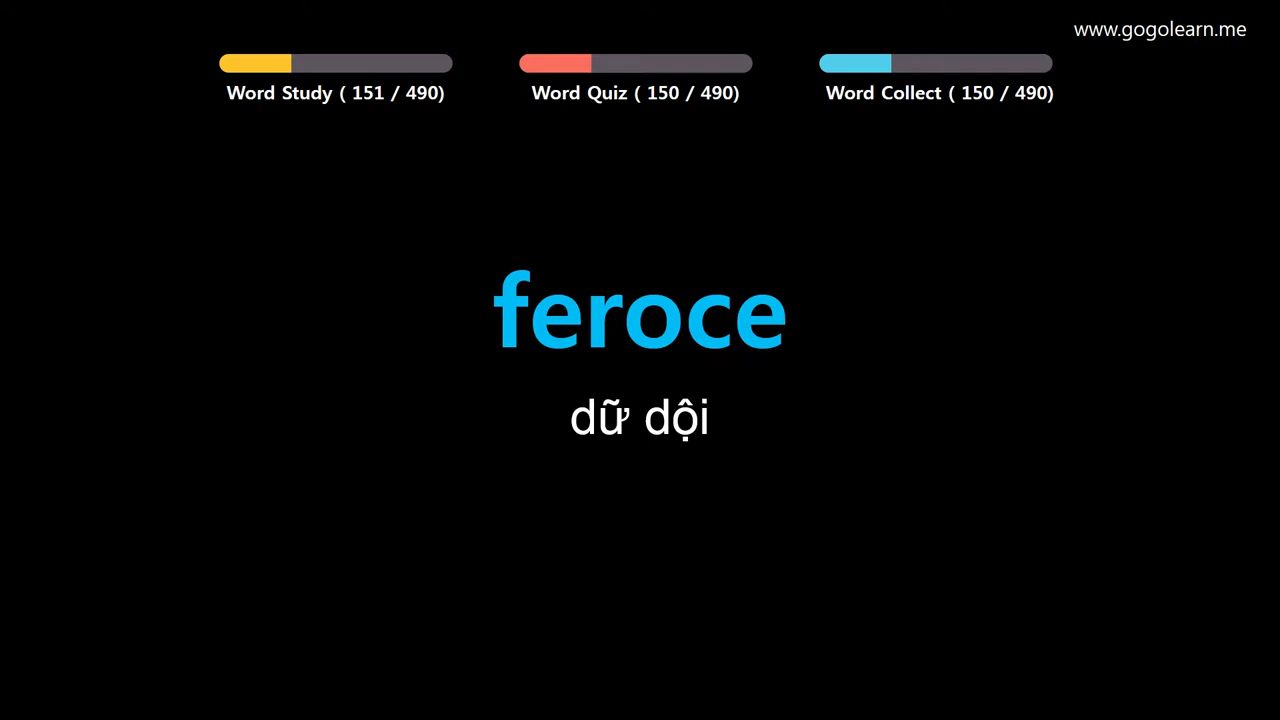 www.gogolearn.me
Word Study ( 151 / 490)
Word Quiz ( 150 / 490)
Word Collect ( 150 / 490)
feroce
dữ dội